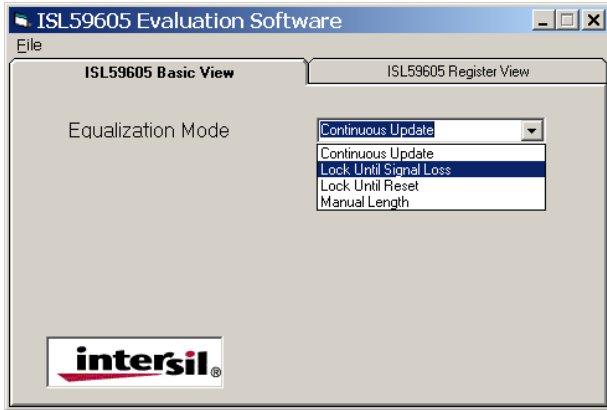 ISL59605 Evaluation Software
File
ISL59605 Basic View ISL59605 Register View
Equalization Mode Continuous Update
Continuous Update
Lock Until Signal Loss
Lock Until Reset
Manual Length
intersil®